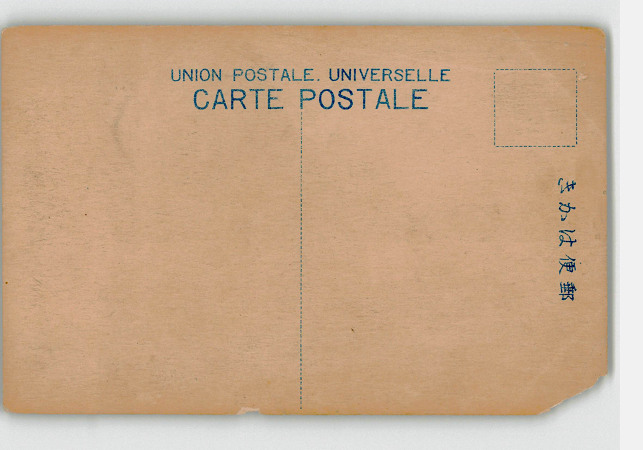 UNION POSTALE. UNIVERSELLE
CARTE POSTALE
郵便はかき